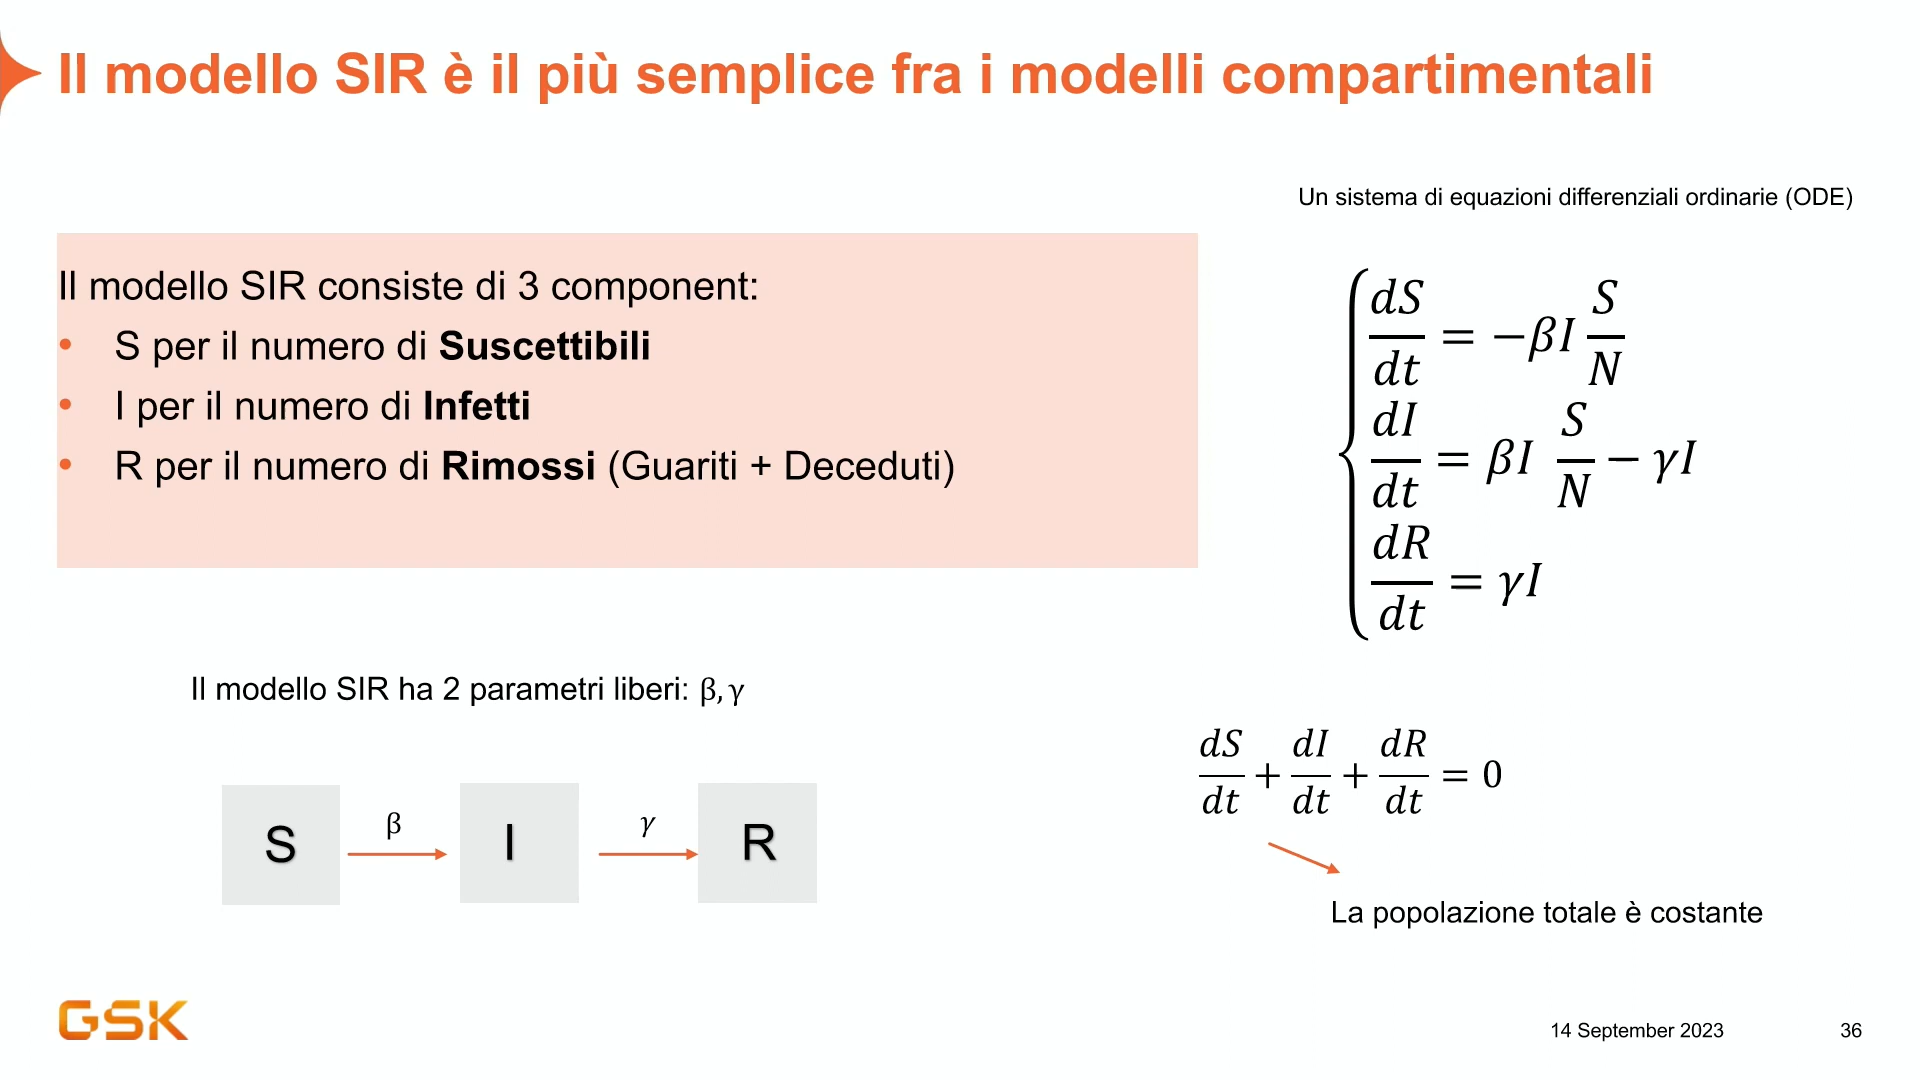 Il modello SIR è il più semplice fra i modelli compartimentali
Un sistema di equazioni differenziali ordinarie (ODE)
Il modello SIR consiste di 3 component:
• S per il numero di Suscettibili
• I per il numero di Infetti
• R per il numero di Rimossi (Guariti + Deceduti)
dS/dt = −βI S/N
dI/dt = βI S/N − γI
dR/dt = γI
Il modello SIR ha 2 parametri liberi: β, γ
S β I γ R
dS/dt + dI/dt + dR/dt = 0
La popolazione totale è costante
GSK
14 September 2023 36